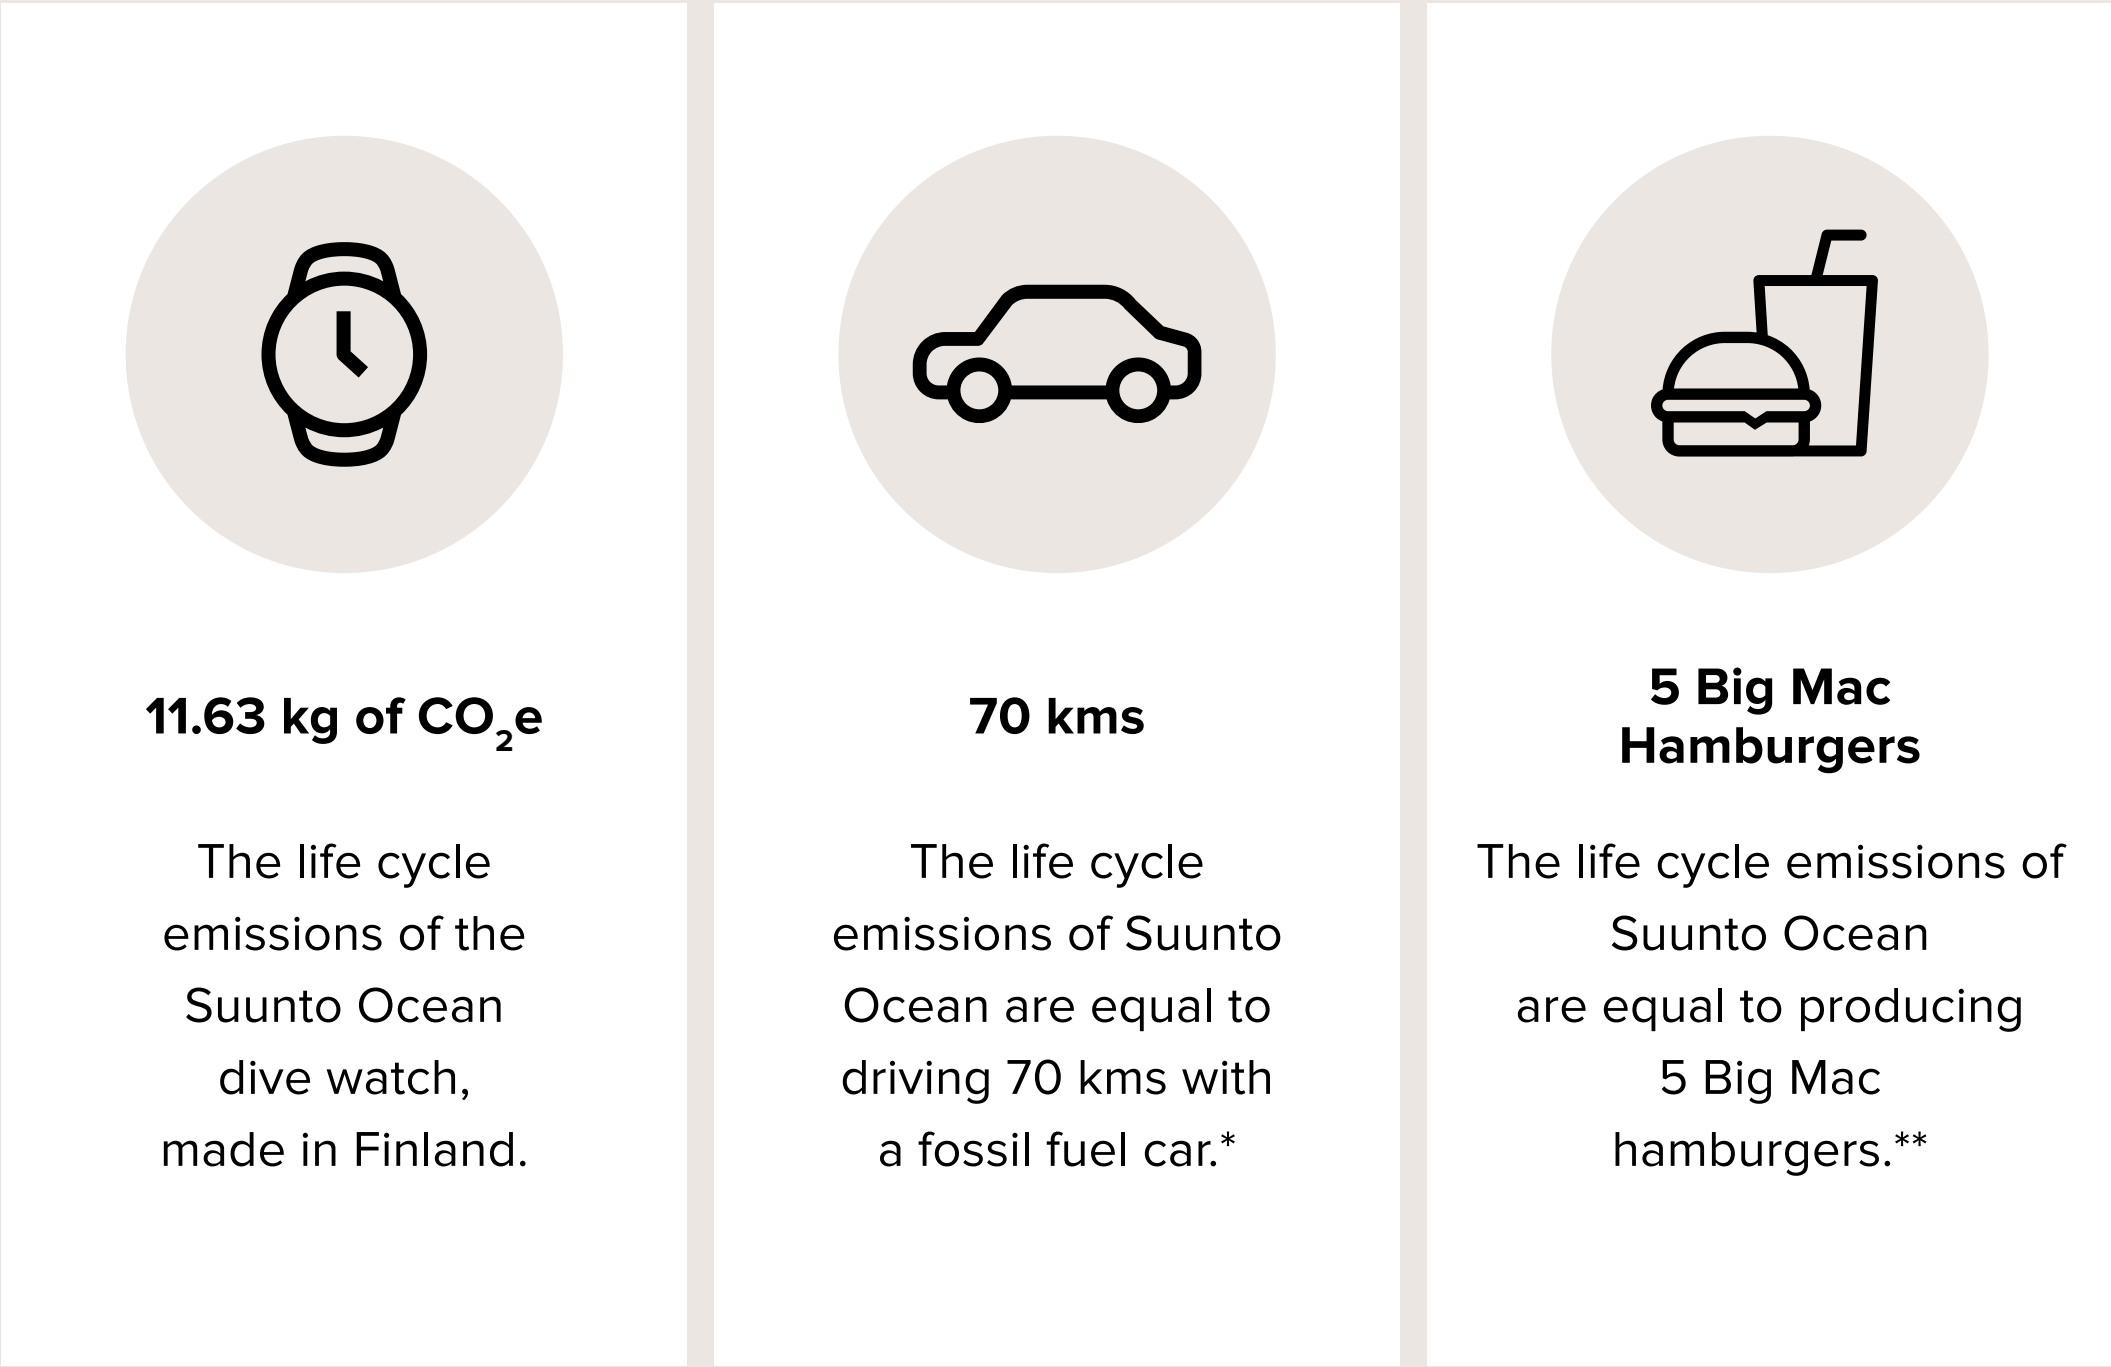 11.63 kg of CO₂e
The life cycle
emissions of the
Suunto Ocean
dive watch,
made in Finland.
70 kms
The life cycle
emissions of Suunto
Ocean are equal to
driving 70 kms with
a fossil fuel car.*
5 Big Mac
Hamburgers
The life cycle emissions of
Suunto Ocean
are equal to producing
5 Big Mac
hamburgers.**